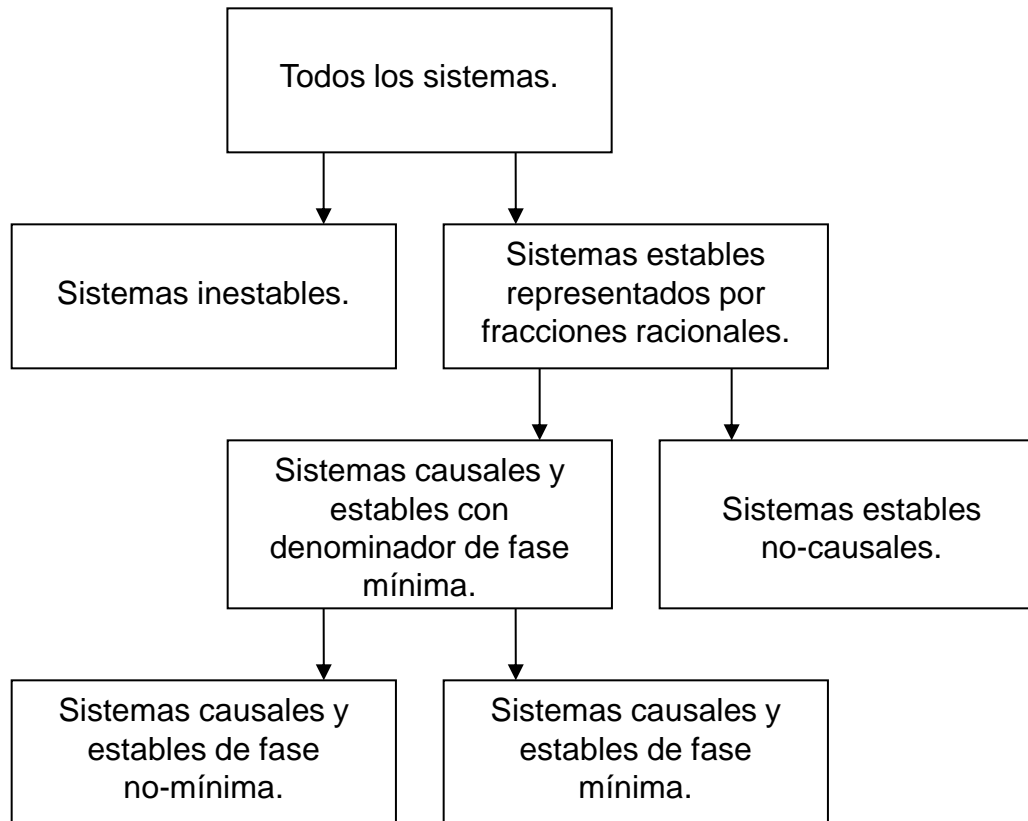 Todos los sistemas.
Sistemas inestables.
Sistemas estables
representados por
fracciones racionales.
Sistemas causales y
estables con
denominador de fase
mínima.
Sistemas estables
no-causales.
Sistemas causales y
estables de fase
no-mínima.
Sistemas causales y
estables de fase
mínima.